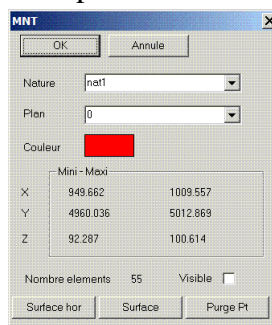 MNT
OK Annule
Nature nat1
Plan 0
Couleur
Mini - Maxi
X 949.662 1009.557
Y 4960.036 5012.869
Z 92.287 100.614
Nombre elements 55 Visible
Surface hor Surface Purge Pt